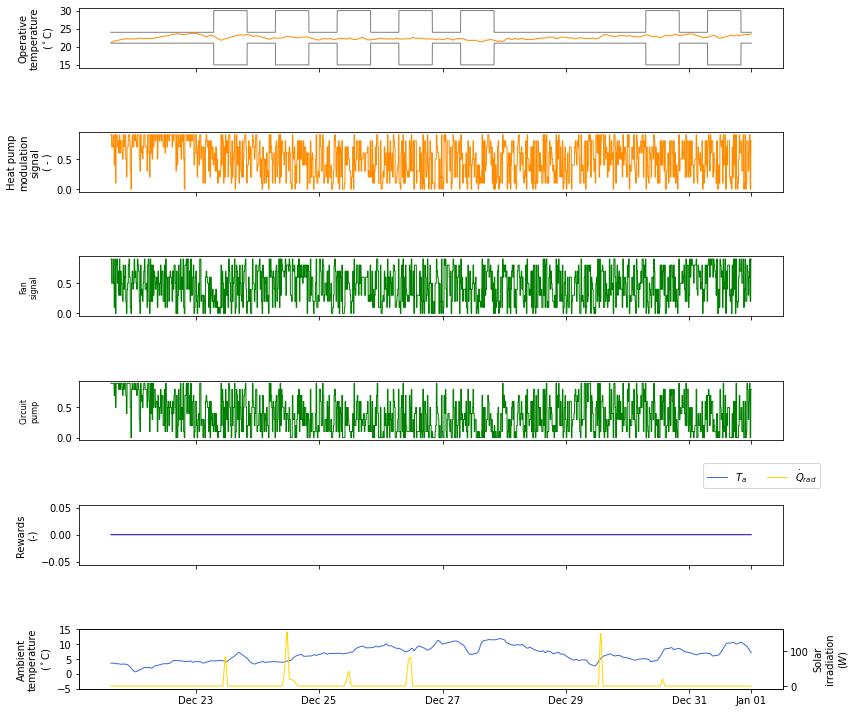 Operative
temperature
(°C)
30
25
20
15
Heat pump
modulation
signal
( - )
0.5
0.0
Fan
signal
0.5
0.0
Circuit
pump
0.5
0.0
T_a Q̇_rad
Rewards
(-)
0.05
0.00
−0.05
Ambient
temperature
(°C)
15
10
5
0
−5
100
0
Solar
irradiation
(W)
Dec 23 Dec 25 Dec 27 Dec 29 Dec 31 Jan 01